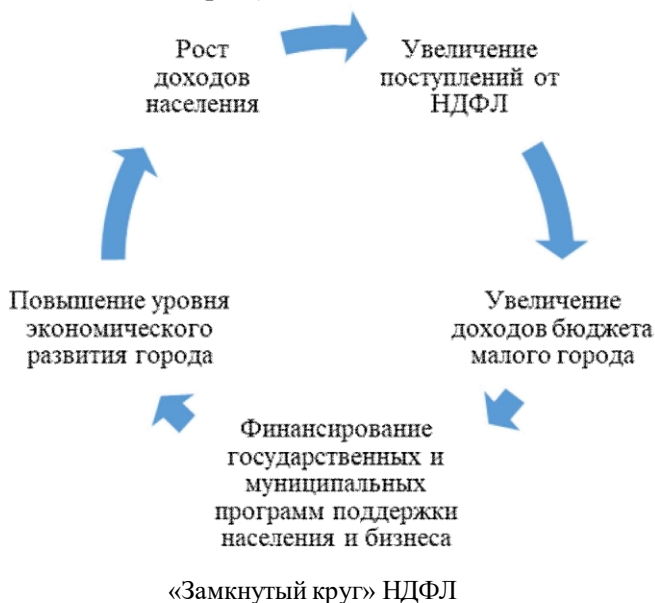 Рост
доходов
населения
Увеличение
поступлений от
НДФЛ
Увеличение
доходов бюджета
малого города
Финансирование
государственных и
муниципальных
программ поддержки
населения и бизнеса
Повышение уровня
экономического
развития города
«Замкнутый круг» НДФЛ